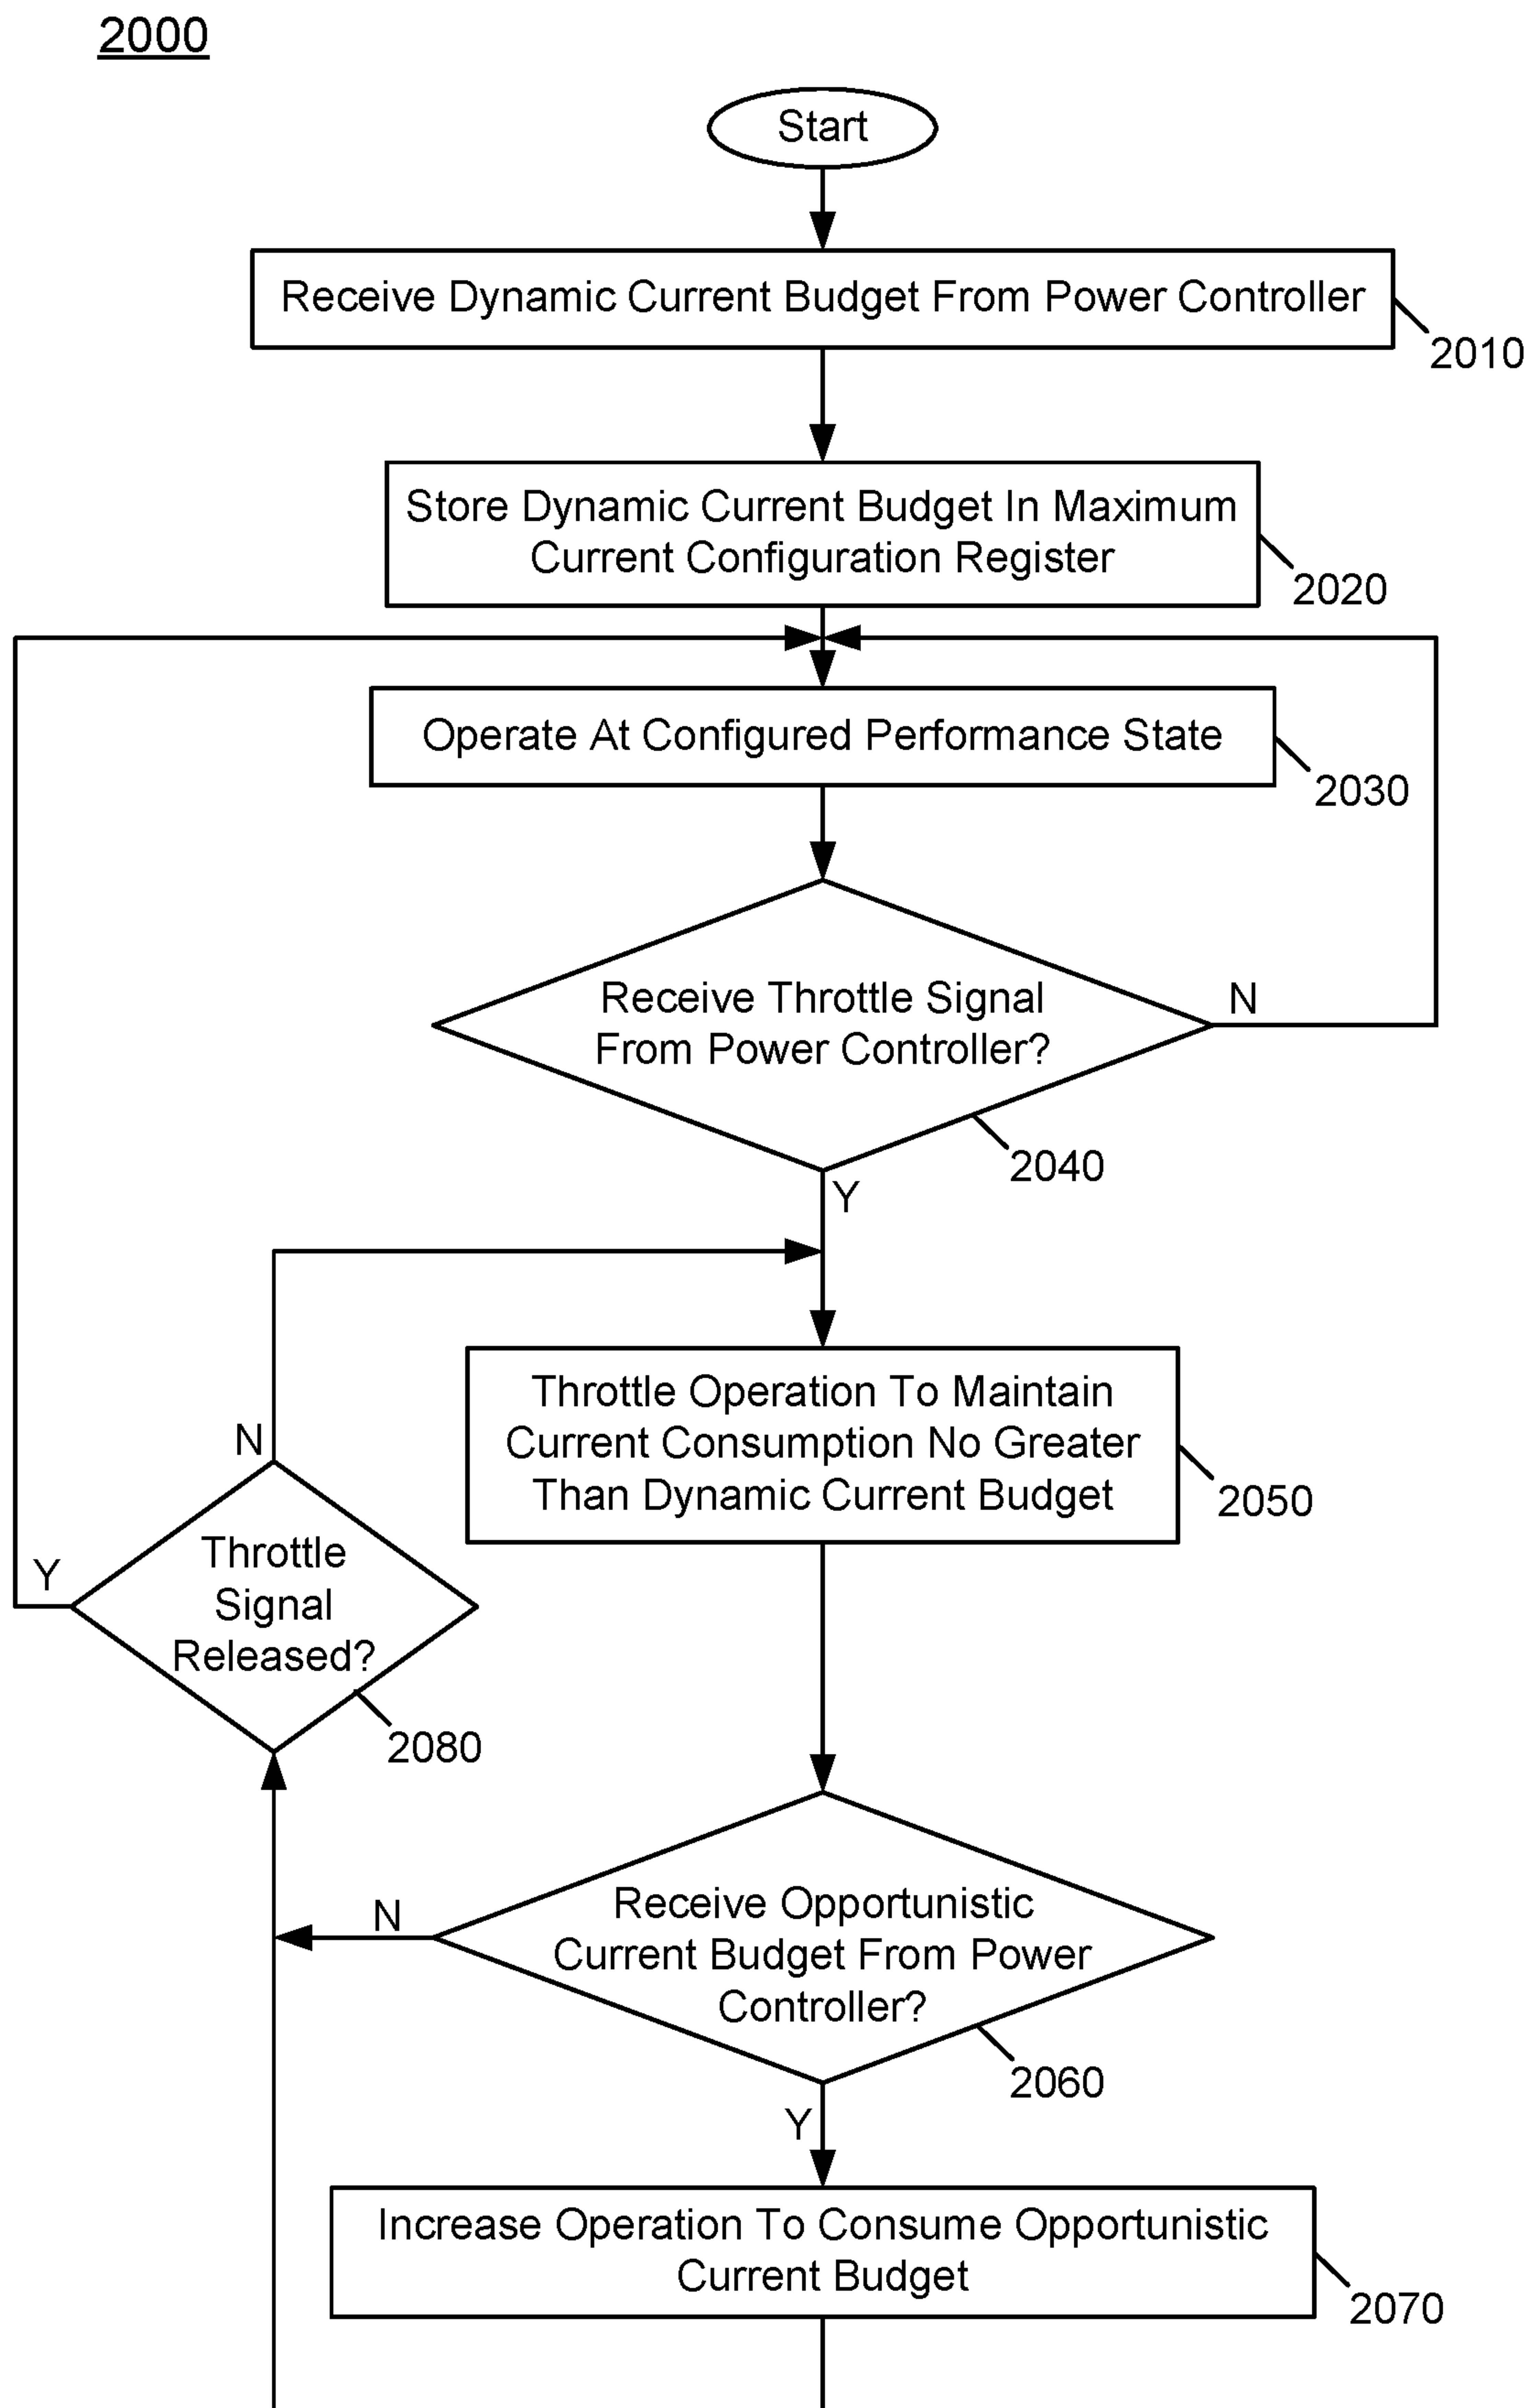 2000
Start
Receive Dynamic Current Budget From Power Controller
2010
Store Dynamic Current Budget In Maximum
Current Configuration Register
2020
Operate At Configured Performance State
2030
Receive Throttle Signal
From Power Controller?
N
2040
Y
Throttle Operation To Maintain
Current Consumption No Greater
Than Dynamic Current Budget
2050
N
Y
Throttle
Signal
Released?
2080
Receive Opportunistic
Current Budget From Power
Controller?
N
2060
Y
Increase Operation To Consume Opportunistic
Current Budget
2070